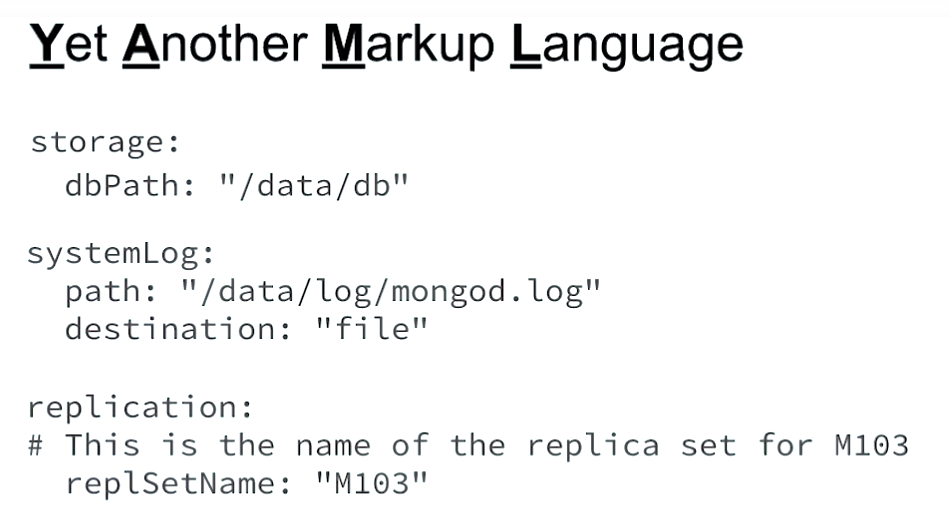 Yet Another Markup Language
storage:
  dbPath: "/data/db"
systemLog:
  path: "/data/log/mongod.log"
  destination: "file"
replication:
# This is the name of the replica set for M103
  replSetName: "M103"